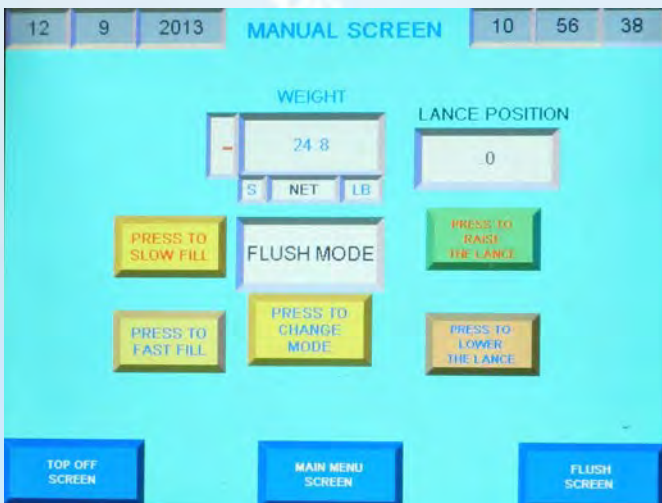 12 9 2013 MANUAL SCREEN 10 56 38
WEIGHT
LANCE POSITION
- 24.8
0
S NET LB
PRESS TO
SLOW FILL
FLUSH MODE
PRESS TO
RAISE
THE LANCE
PRESS TO
FAST FILL
PRESS TO
CHANGE
MODE
PRESS TO
LOWER
THE LANCE
TOP OFF
SCREEN
MAIN MENU
SCREEN
FLUSH
SCREEN